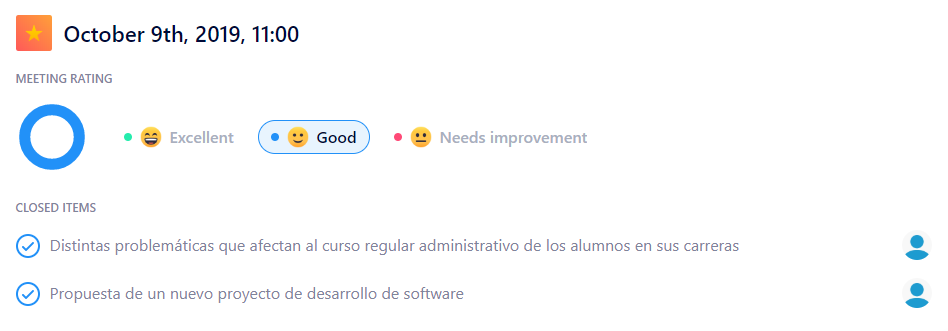 October 9th, 2019, 11:00
MEETING RATING
Excellent
Good
Needs improvement
CLOSED ITEMS
Distintas problemáticas que afectan al curso regular administrativo de los alumnos en sus carreras
Propuesta de un nuevo proyecto de desarrollo de software